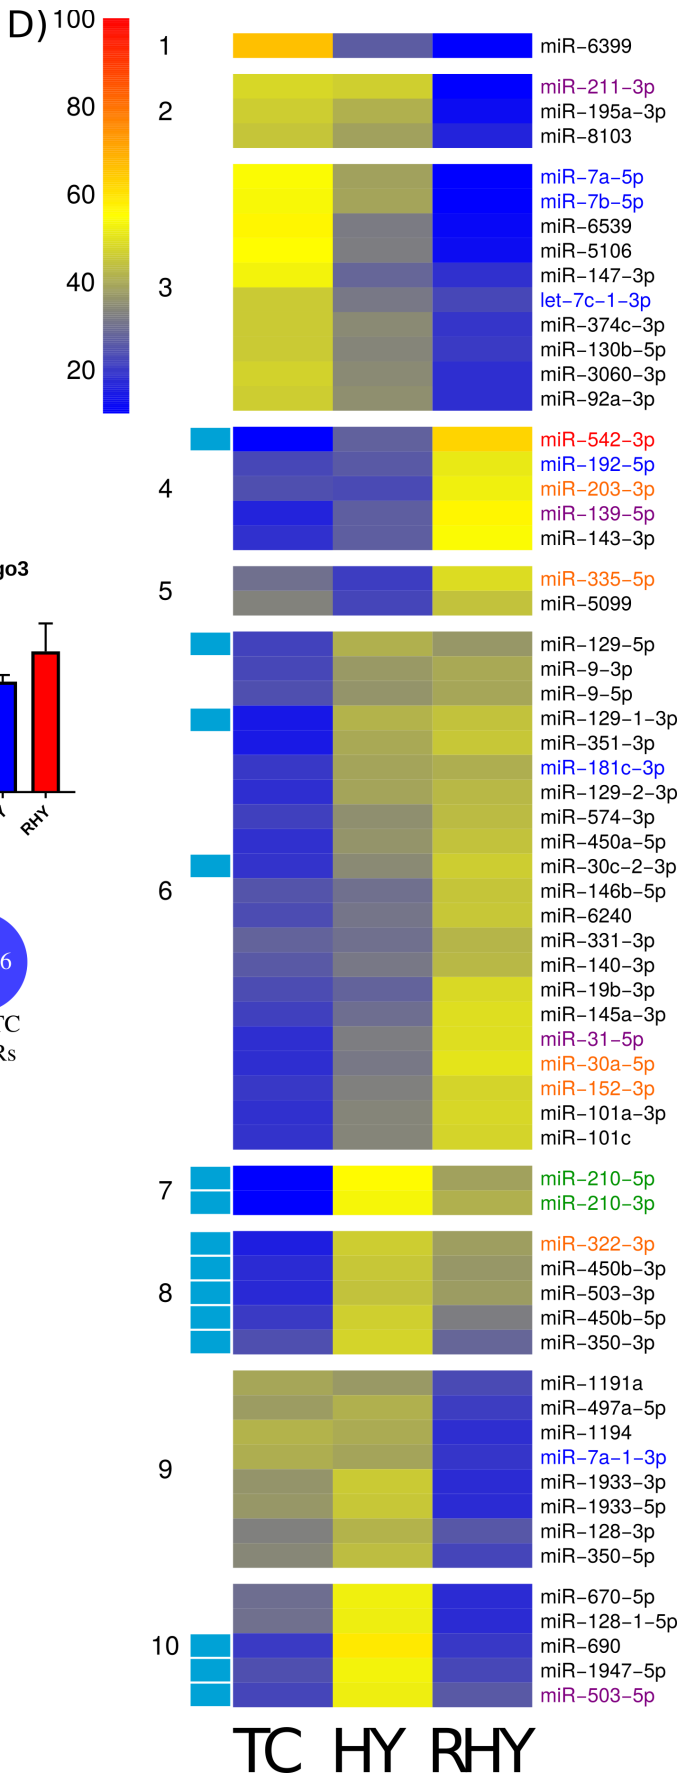 D)
100
80
60
40
20
1
miR−6399
2
miR−211−3p
miR−195a−3p
miR−8103
3
miR−7a−5p
miR−7b−5p
miR−6539
miR−5106
miR−147−3p
let−7c−1−3p
miR−374c−3p
miR−130b−5p
miR−3060−3p
miR−92a−3p
4
miR−542−3p
miR−192−5p
miR−203−3p
miR−139−5p
miR−143−3p
go3
RHY
5
miR−335−5p
miR−5099
6
miR−129−5p
miR−9−3p
miR−9−5p
miR−129−1−3p
miR−351−3p
miR−181c−3p
miR−129−2−3p
miR−574−3p
miR−450a−5p
miR−30c−2−3p
miR−146b−5p
miR−6240
miR−331−3p
miR−140−3p
miR−19b−3p
miR−145a−3p
miR−31−5p
miR−30a−5p
miR−152−3p
miR−101a−3p
miR−101c
6
TC
Rs
7
miR−210−5p
miR−210−3p
8
miR−322−3p
miR−450b−3p
miR−503−3p
miR−450b−5p
miR−350−3p
9
miR−1191a
miR−497a−5p
miR−1194
miR−7a−1−3p
miR−1933−3p
miR−1933−5p
miR−128−3p
miR−350−5p
10
miR−670−5p
miR−128−1−5p
miR−690
miR−1947−5p
miR−503−5p
TC HY RHY